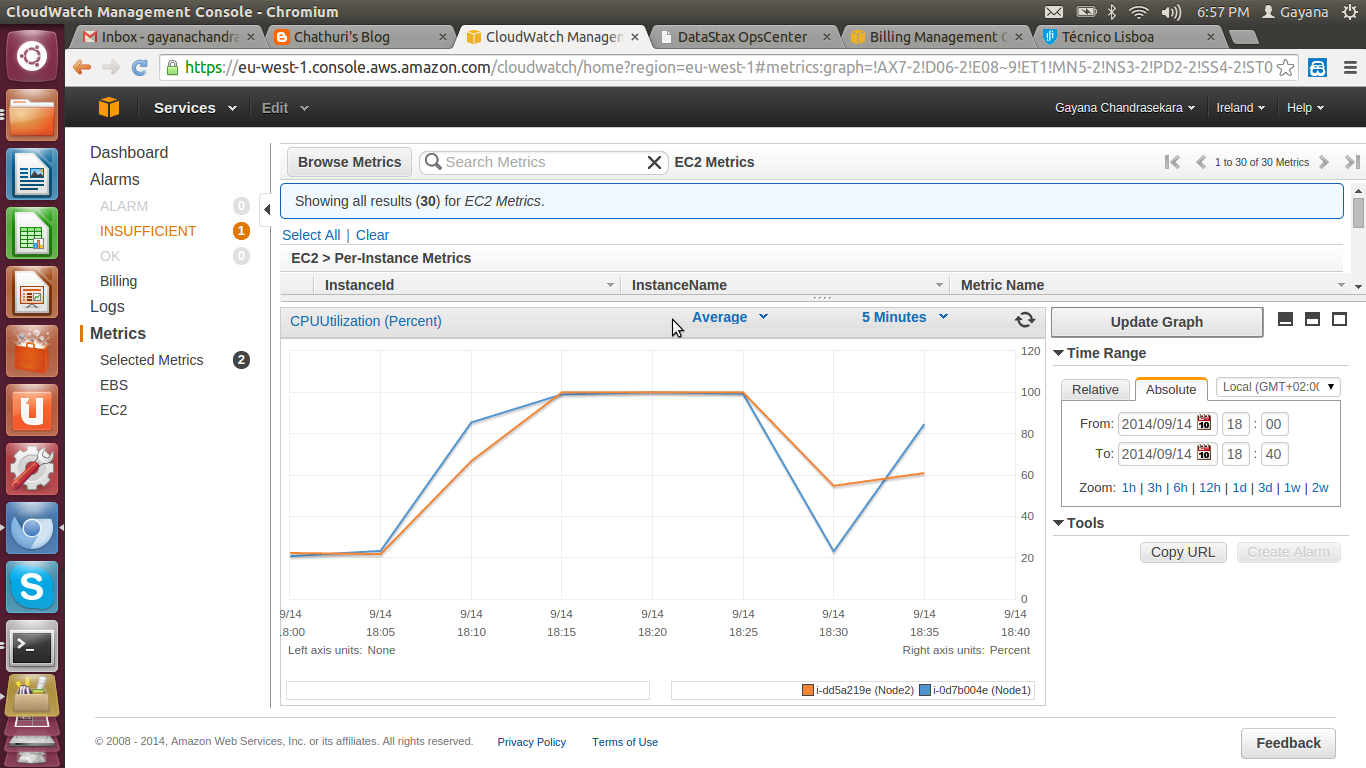 CloudWatch Management Console - Chromium
6:57 PM Gayana
Inbox - gayanachandra
Chathuri's Blog
CloudWatch Managem
DataStax OpsCenter
Billing Management C
Técnico Lisboa
https://eu-west-1.console.aws.amazon.com/cloudwatch/home?region=eu-west-1#metrics:graph=!AX7-2!D06-2!E08~9!ET1!MN5-2!NS3-2!PD2-2!SS4-2!ST0
Services Edit
Gayana Chandrasekara Ireland Help
Dashboard
Alarms
ALARM 0
INSUFFICIENT 1
OK 0
Billing
Logs
Metrics
Selected Metrics 2
EBS
EC2
Browse Metrics Search Metrics EC2 Metrics
1 to 30 of 30 Metrics
Showing all results (30) for EC2 Metrics.
Select All | Clear
EC2 > Per-Instance Metrics
InstanceId InstanceName Metric Name
CPUUtilization (Percent) Average 5 Minutes
120
100
80
60
40
20
0
9/14 9/14 9/14 9/14 9/14 9/14 9/14 9/14 9/14
18:00 18:05 18:10 18:15 18:20 18:25 18:30 18:35 18:40
Left axis units: None Right axis units: Percent
i-dd5a219e (Node2) i-0d7b004e (Node1)
Update Graph
Time Range
Relative Absolute Local (GMT+02:00
From: 2014/09/14 10 18 : 00
To: 2014/09/14 10 18 : 40
Zoom: 1h | 3h | 6h | 12h | 1d | 3d | 1w | 2w
Tools
Copy URL Create Alarm
© 2008 - 2014, Amazon Web Services, Inc. or its affiliates. All rights reserved. Privacy Policy Terms of Use
Feedback